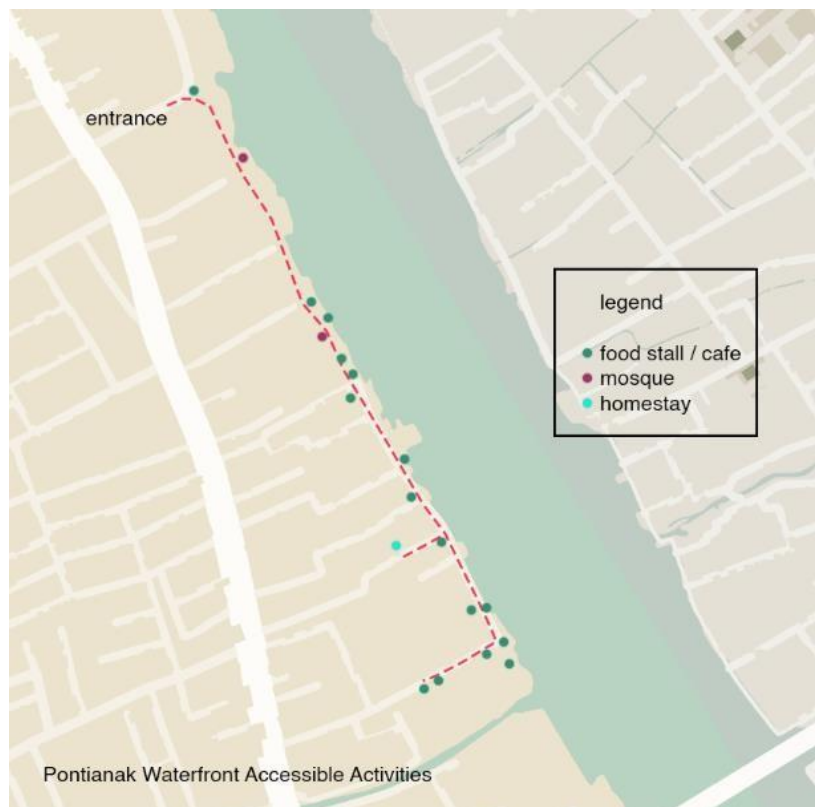 entrance
legend
food stall / cafe
mosque
homestay
Pontianak Waterfront Accessible Activities